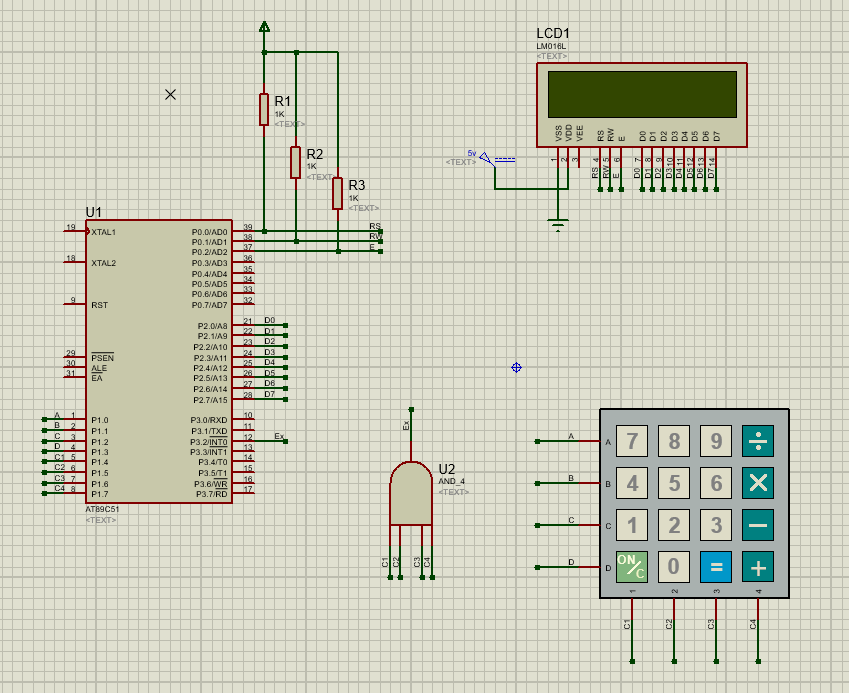 LCD1
LM016L
<TEXT>
VSS VDD VEE RS RW E D0 D1 D2 D3 D4 D5 D6 D7
1 2 3 4 5 6 7 8 9 10 11 12 13 14
RS RW E D0 D1 D2 D3 D4 D5 D6 D7
5v
<TEXT>
R1
1K
<TEXT>
R2
1K
<TEXT>
R3
1K
<TEXT>
U1
19 XTAL1 P0.0/AD0 39 RS
P0.1/AD1 38 RW
P0.2/AD2 37 E
18 XTAL2 P0.3/AD3 36
P0.4/AD4 35
P0.5/AD5 34
P0.6/AD6 33
9 RST P0.7/AD7 32
P2.0/A8 21 D0
P2.1/A9 22 D1
P2.2/A10 23 D2
29 PSEN P2.3/A11 24 D3
30 ALE P2.4/A12 25 D4
31 EA P2.5/A13 26 D5
P2.6/A14 27 D6
P2.7/A15 28 D7
A 1 P1.0 P3.0/RXD 10
B 2 P1.1 P3.1/TXD 11
C 3 P1.2 P3.2/INT0 12 Ex
D 4 P1.3 P3.3/INT1 13
C1 5 P1.4 P3.4/T0 14
C2 6 P1.5 P3.5/T1 15
C3 7 P1.6 P3.6/WR 16
C4 8 P1.7 P3.7/RD 17
AT89C51
<TEXT>
Ex
U2
AND_4
<TEXT>
C1 C2 C3 C4
A A 7 8 9 ÷
B B 4 5 6 ×
C C 1 2 3 −
D D ON/C 0 = +
1 2 3 4
C1 C2 C3 C4